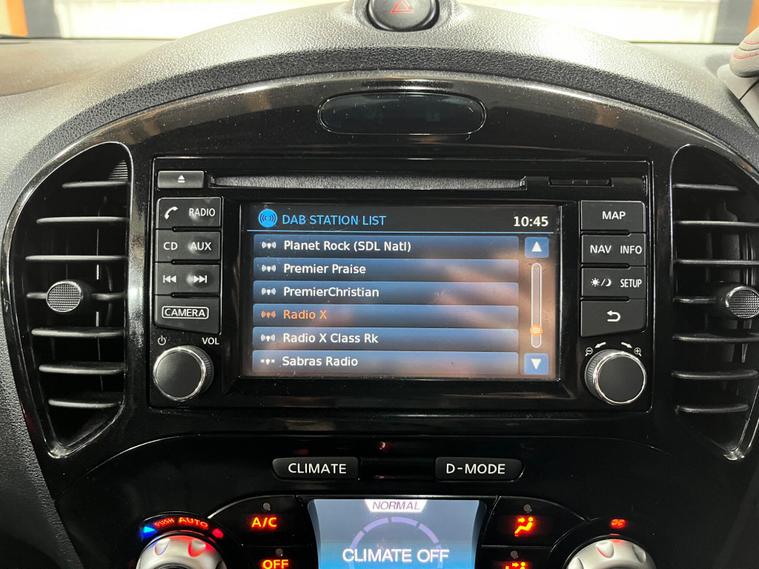 RADIO
DAB STATION LIST
10:45
MAP
CD AUX
Planet Rock (SDL Natl)
NAV INFO
Premier Praise
PremierChristian
SETUP
CAMERA
Radio X
Radio X Class Rk
VOL
Sabras Radio
CLIMATE
D-MODE
NORMAL
PUSH AUTO
A/C
CLIMATE OFF
OFF